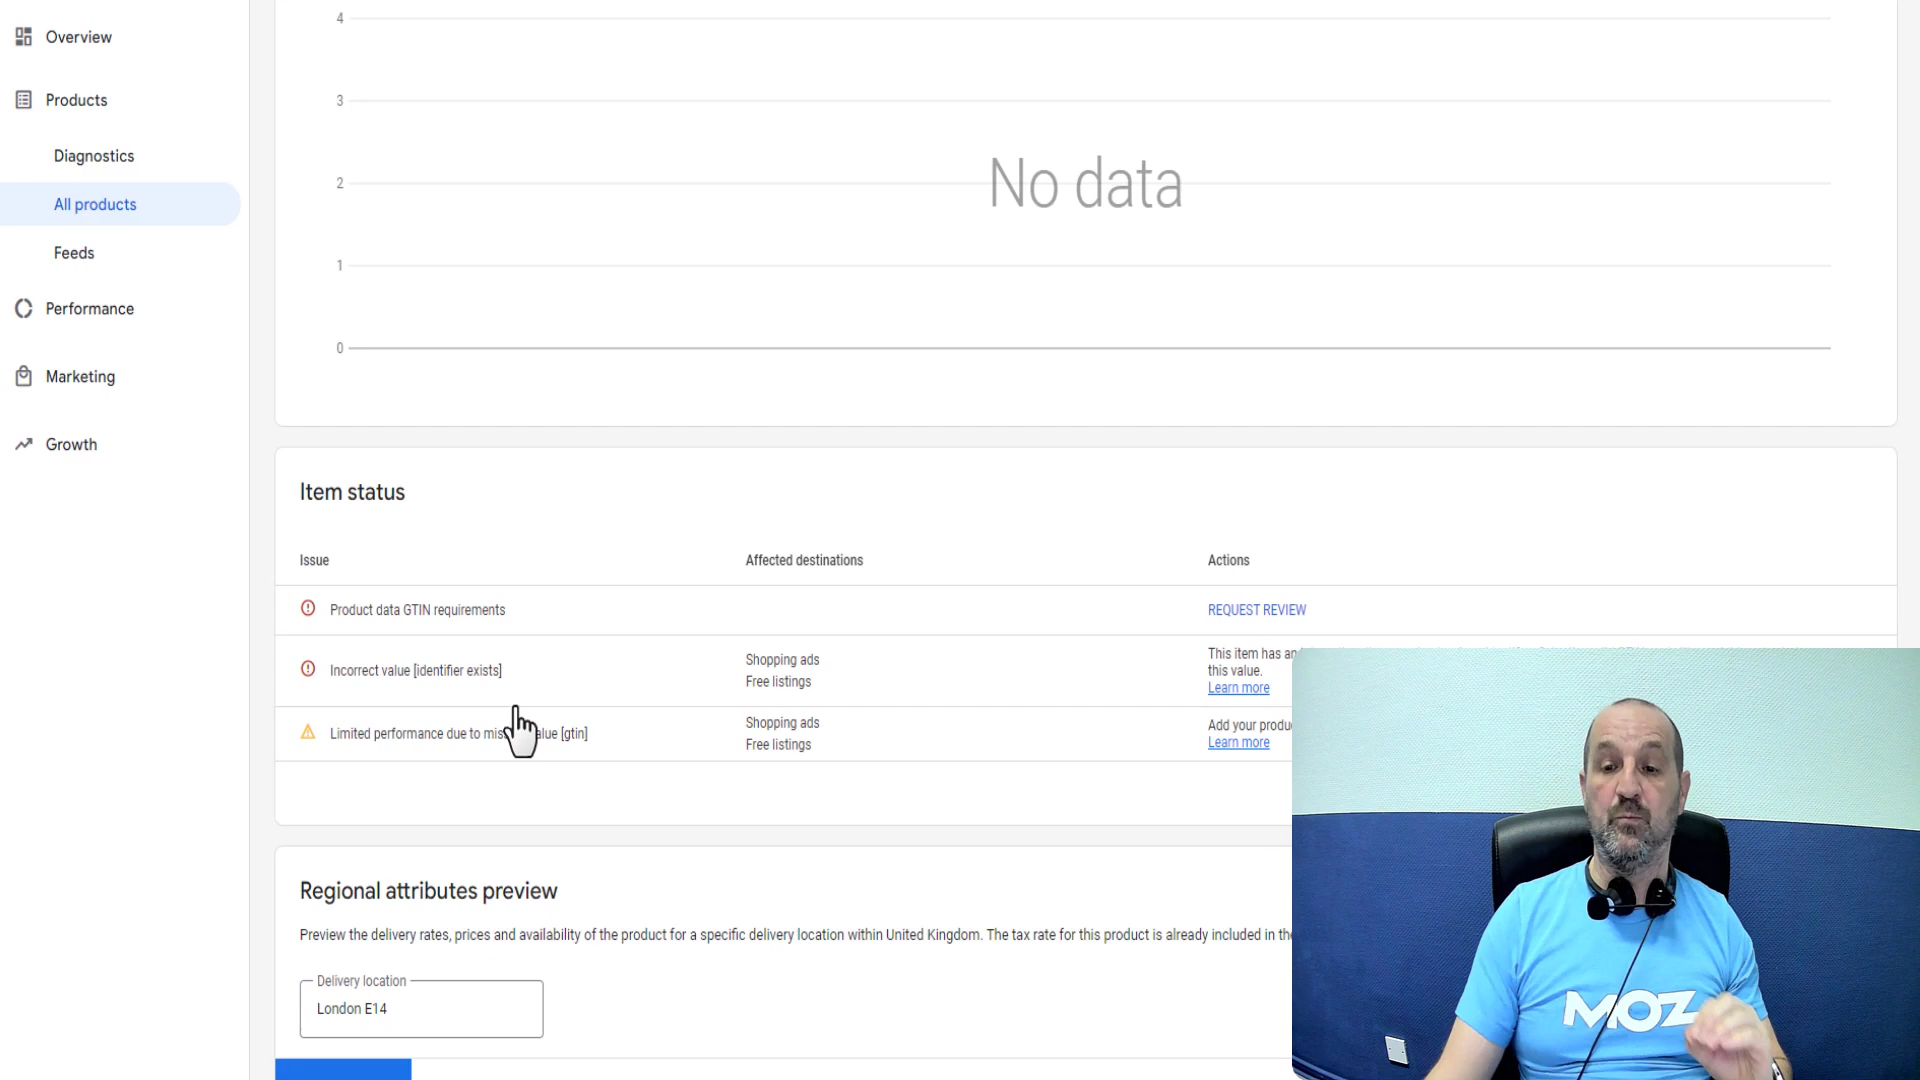 Overview
Products
Diagnostics
All products
Feeds
Performance
Marketing
Growth
4
3
2
1
0
No data
Item status
Issue
Affected destinations
Actions
Product data GTIN requirements
REQUEST REVIEW
Incorrect value [identifier exists]
Shopping ads
Free listings
This item has an
this value.
Learn more
Limited performance due to alue [gtin]
Shopping ads
Free listings
Add your produ
Learn more
Regional attributes preview
Preview the delivery rates, prices and availability of the product for a specific delivery location within United Kingdom. The tax rate for this product is already included in the
Delivery location
London E14
MOZ